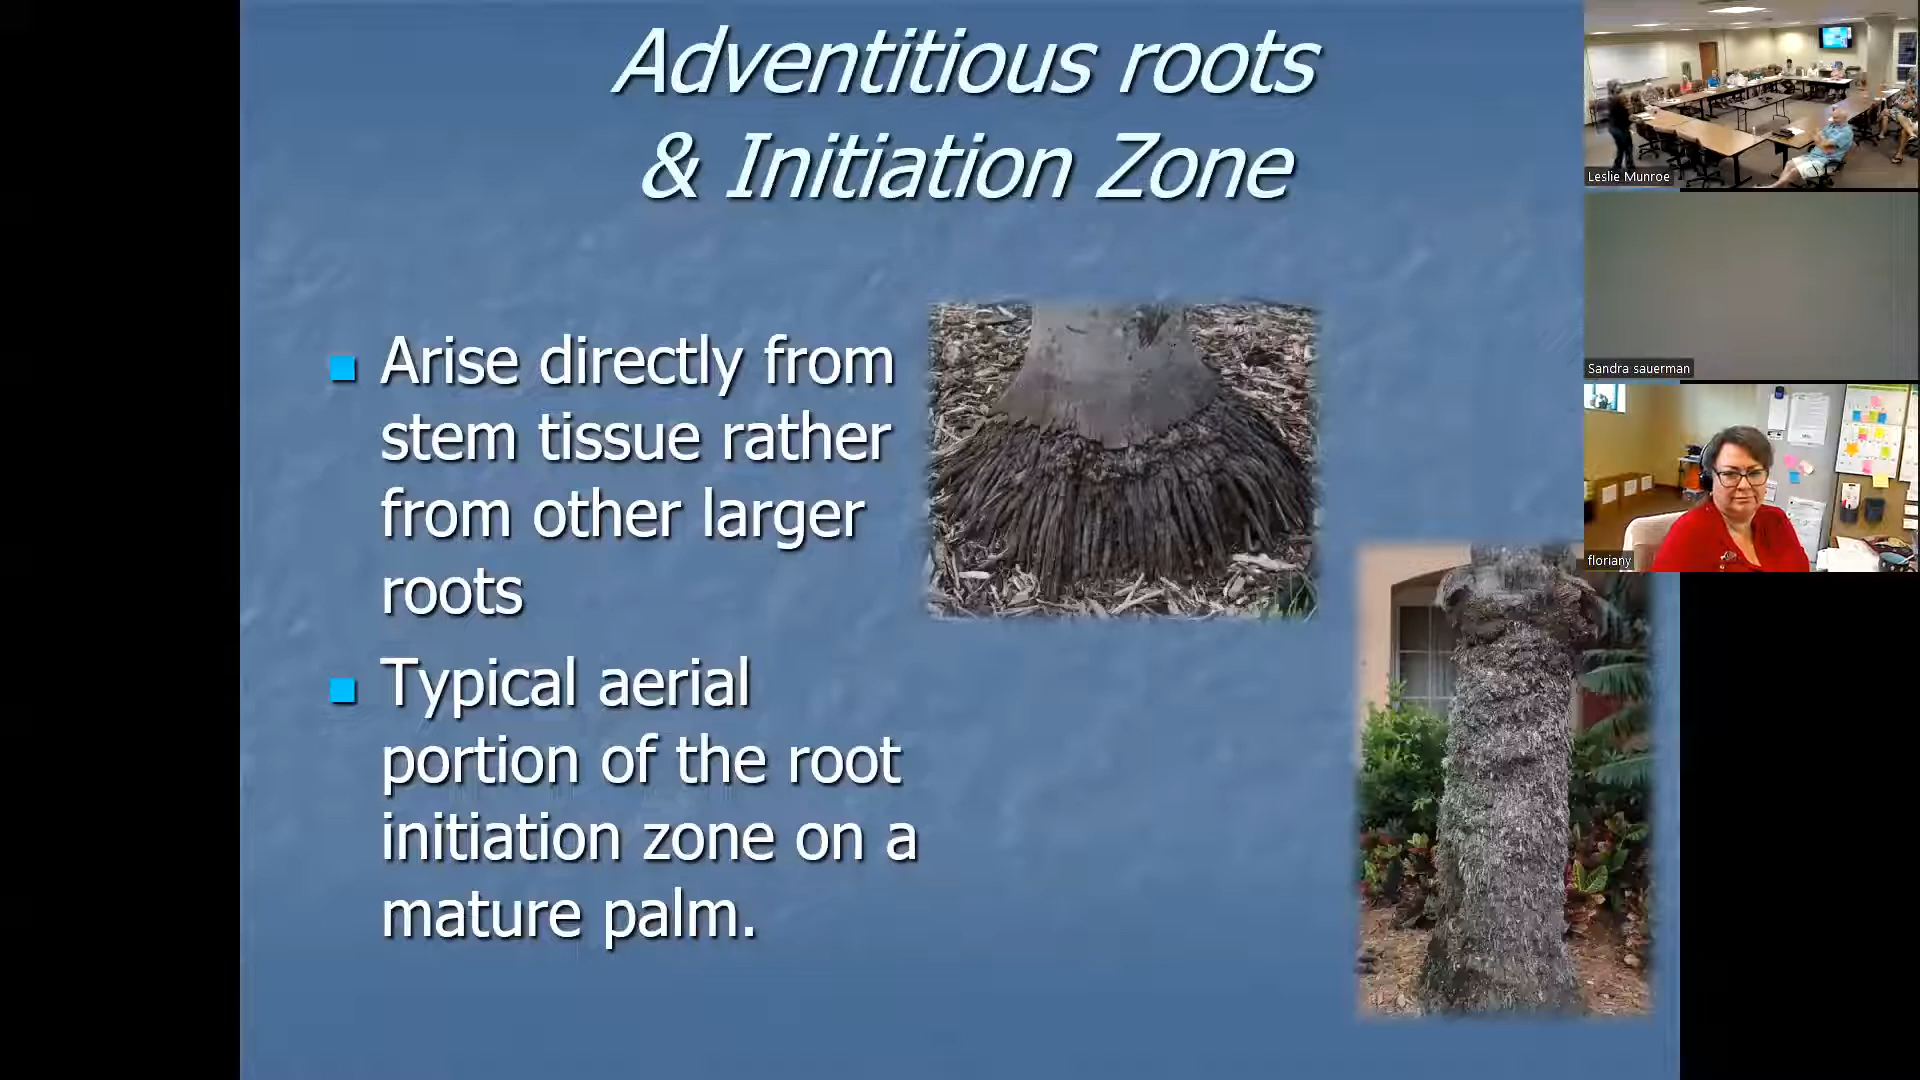 Adventitious roots
& Initiation Zone
Arise directly from
stem tissue rather
from other larger
roots
Typical aerial
portion of the root
initiation zone on a
mature palm.
Leslie Munroe
Sandra sauerman
floriany